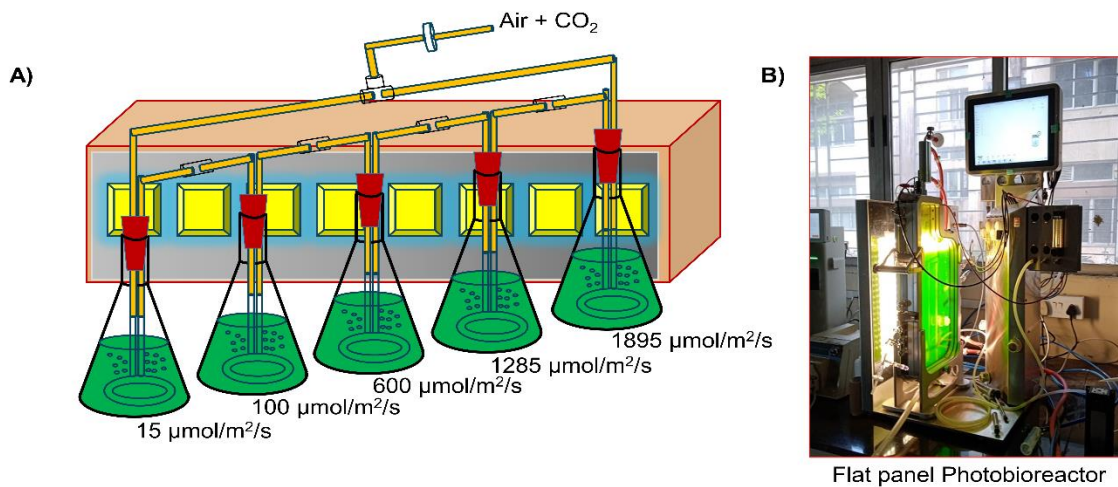 Air + CO₂
A)
B)
1895 µmol/m²/s
1285 µmol/m²/s
600 µmol/m²/s
100 µmol/m²/s
15 µmol/m²/s
Flat panel Photobioreactor